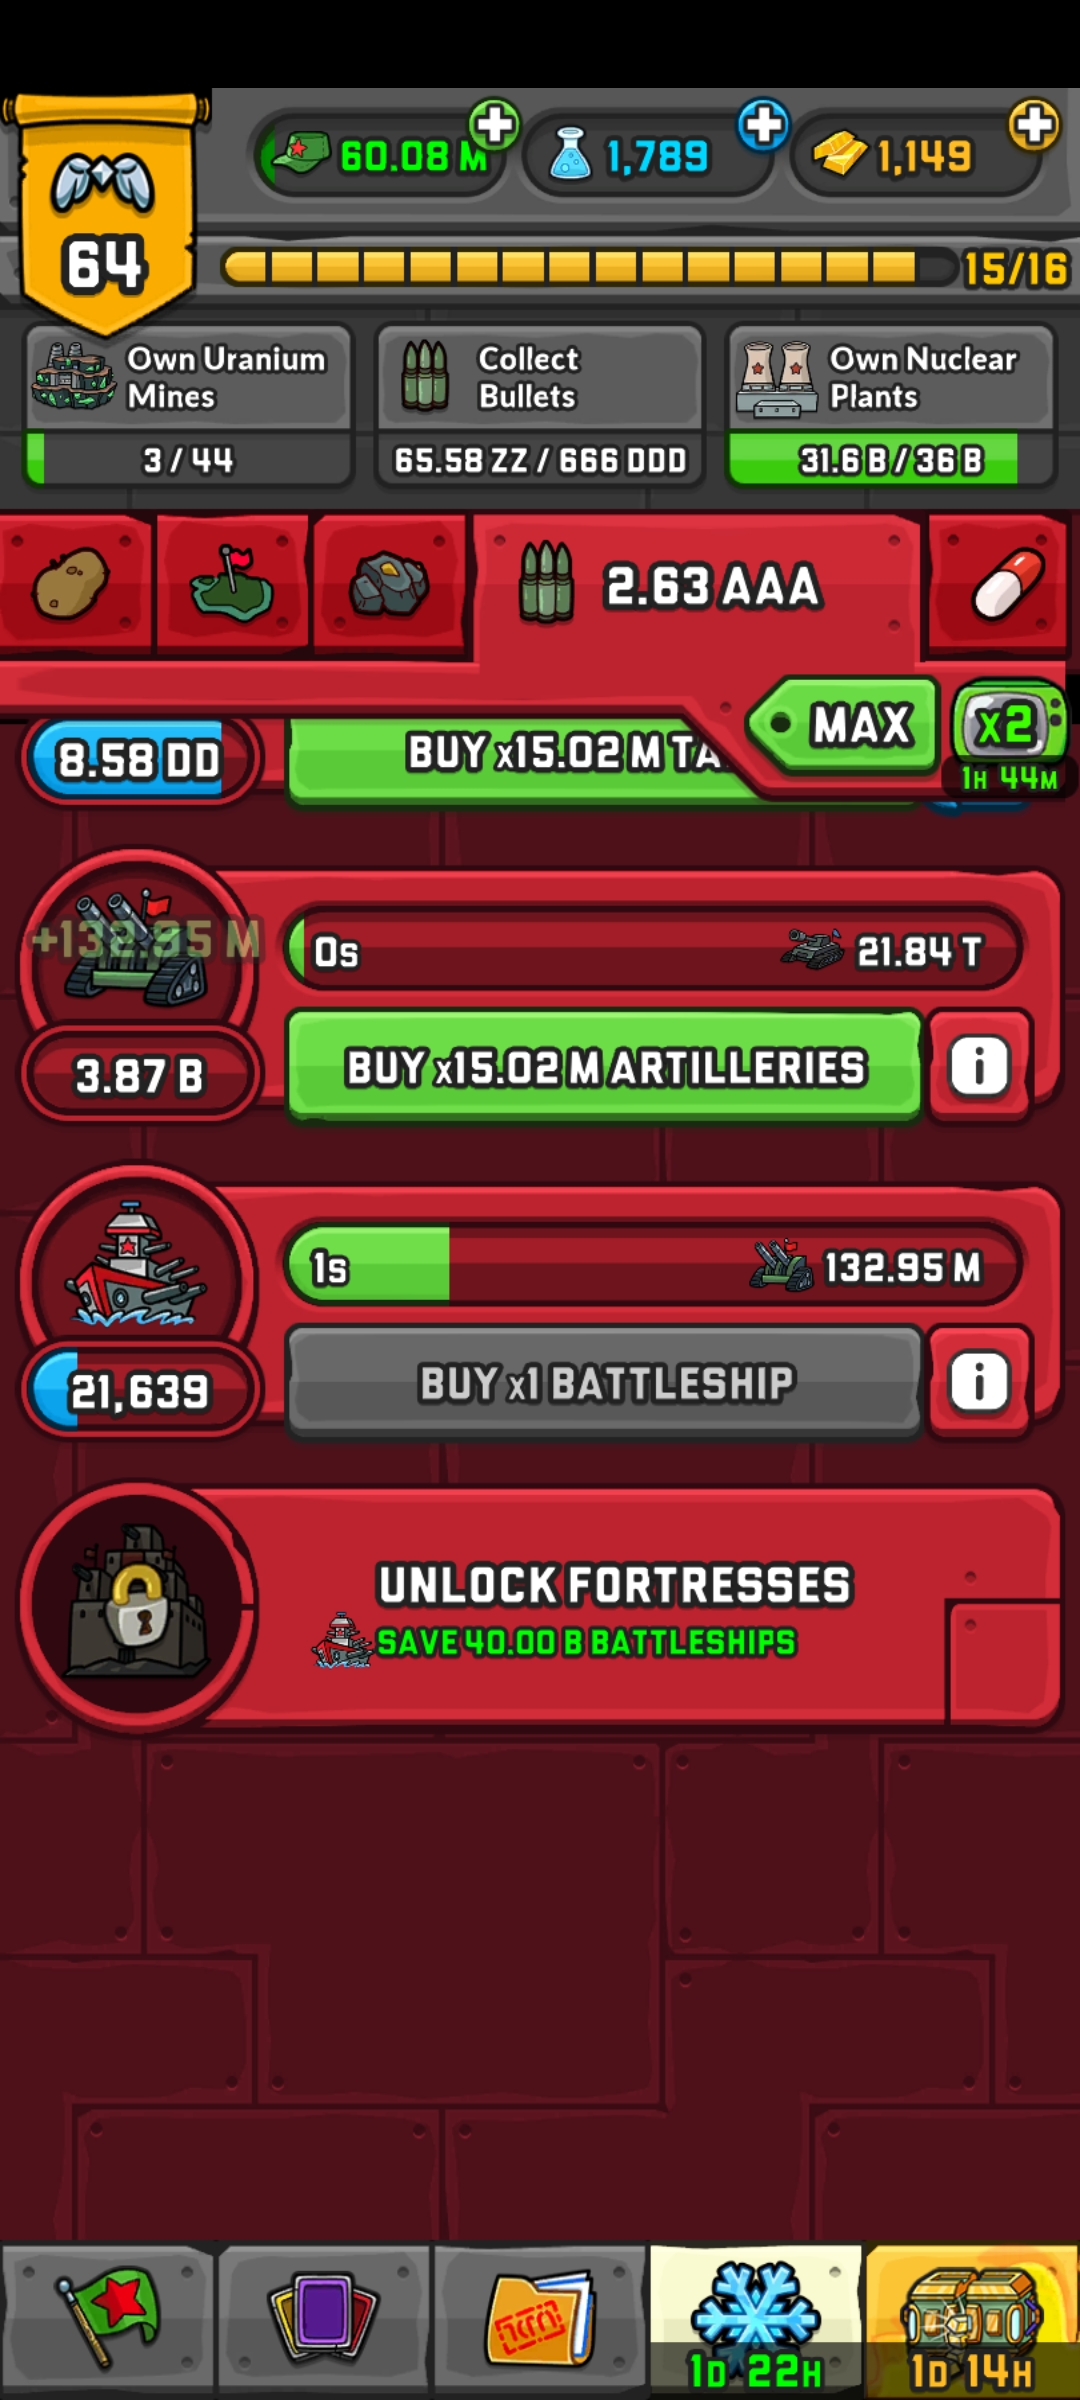 60.08 M
1,789
1,149
64
15/16
Own Uranium
Mines
Collect
Bullets
Own Nuclear
Plants
3 / 44
65.58 ZZ / 666 DDD
31.6 B / 36 B
2.63 AAA
MAX
x2
1H 44M
8.58 DD
BUY x15.02 M TA
+132.95 M
0s
21.84 T
3.87 B
BUY x15.02 M ARTILLERIES
i
1s
132.95 M
21,639
BUY x1 BATTLESHIP
i
UNLOCK FORTRESSES
SAVE 40.00 B BATTLESHIPS
1D 22H
1D 14H